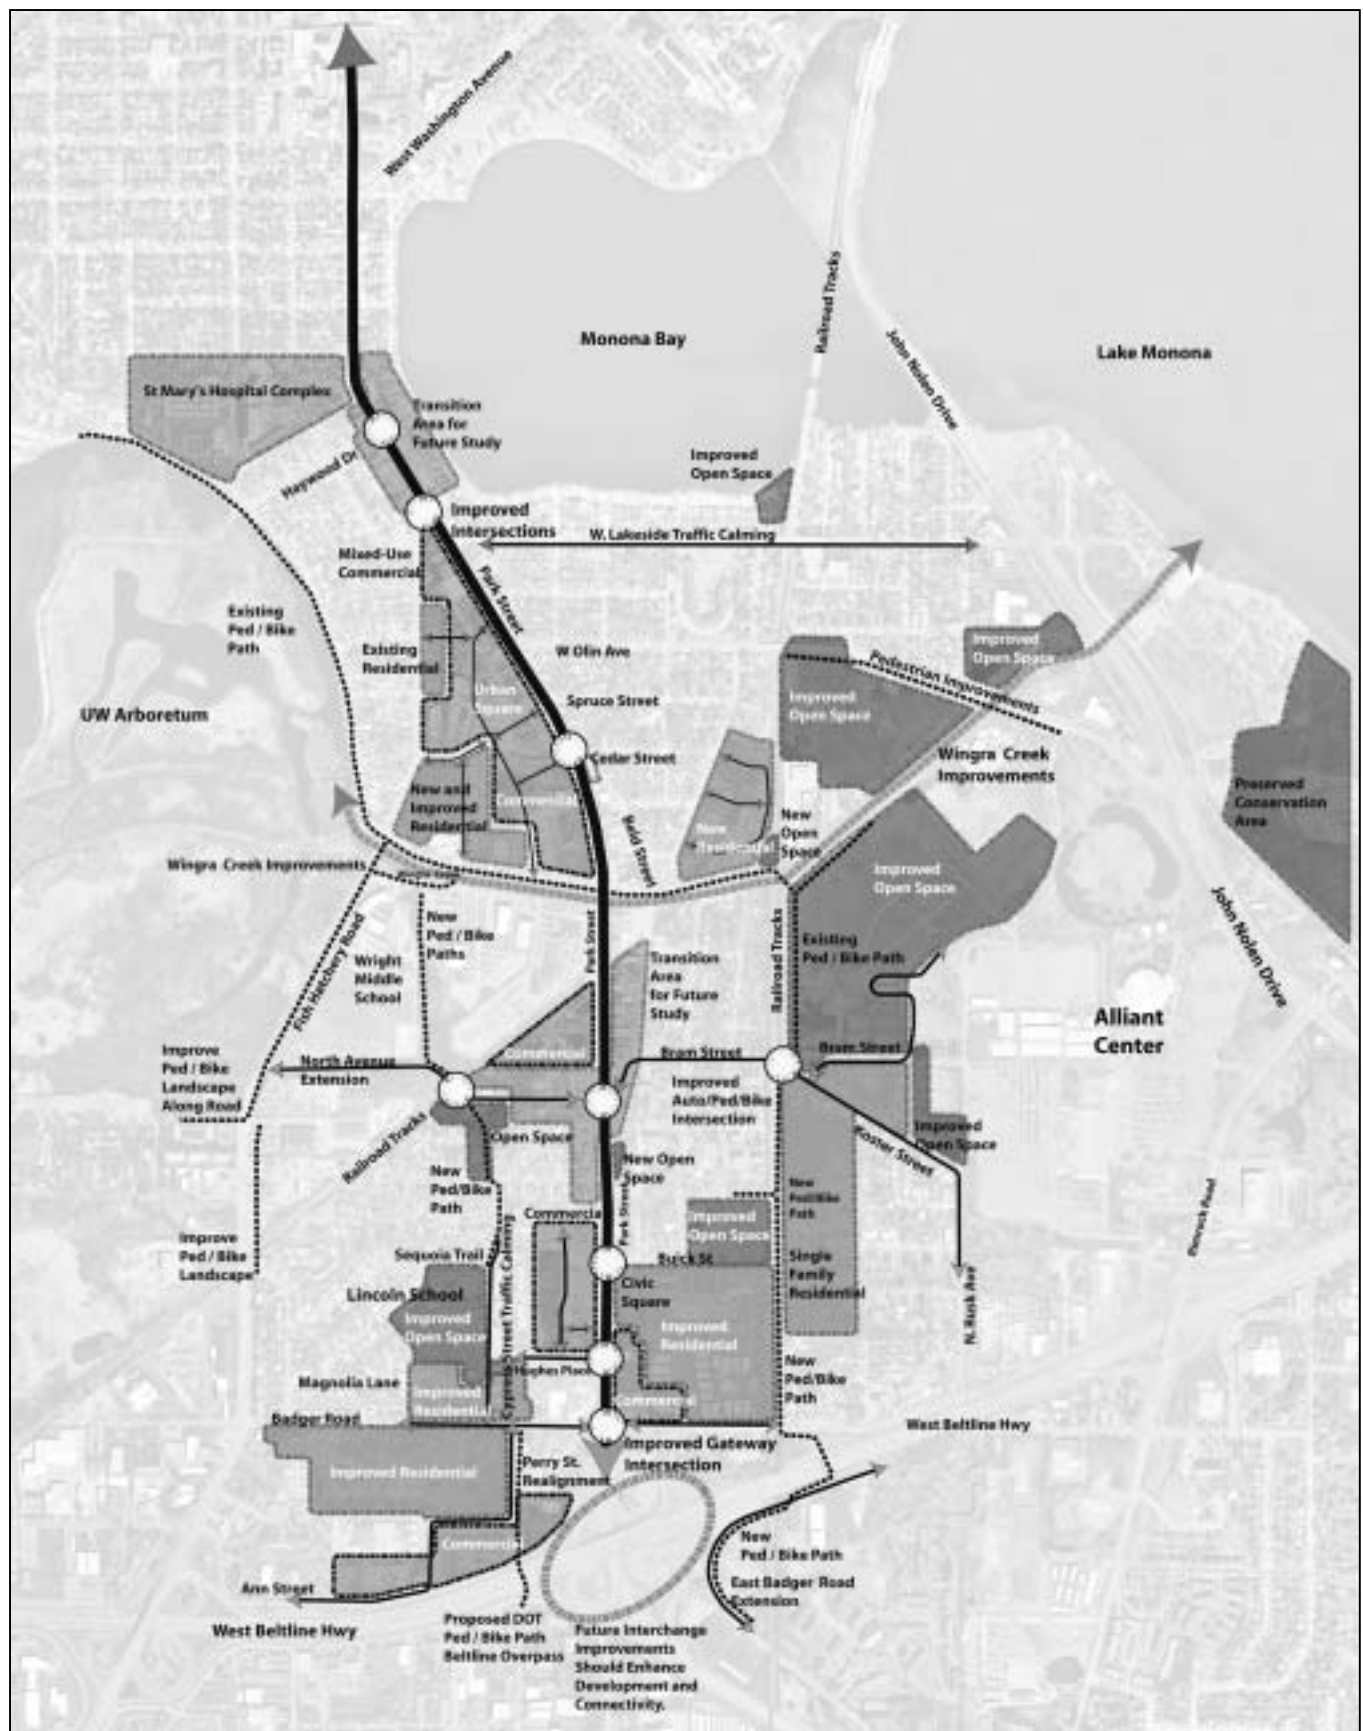 West Washington Avenue
Railroad Tracks
Monona Bay
John Nolen Drive
Lake Monona
St Mary's Hospital Complex
Transition
Area for
Future Study
Haywood Dr
Improved
Open Space
Improved
Intersections
W. Lakeside Traffic Calming
Mixed-Use
Commercial
Park Street
Existing
Ped / Bike
Path
Existing
Residential
W Olin Ave
Improved
Open Space
Pedestrian Improvements
Urban
Square
Spruce Street
Improved
Open Space
UW Arboretum
Cedar Street
Wingra Creek
Improvements
New and
Improved
Residential
Commercial
Preserved
Conservation
Area
New
Residential
New
Open
Space
Bald Street
Wingra Creek Improvements
Improved
Open Space
John Nolen Drive
Fish Hatchery Road
New
Ped / Bike
Paths
Park Street
Railroad Tracks
Existing
Ped / Bike Path
Wright
Middle
School
Transition
Area
for Future
Study
Alliant
Center
Commercial
Bram Street
Bram Street
Improve
Ped / Bike
Landscape
Along Road
North Avenue
Extension
Improved
Auto/Ped/Bike
Intersection
Railroad Tracks
Open Space
Koster Street
Improved
Open Space
New
Ped/Bike
Path
New Open
Space
Park Street
New
Ped/Bike
Path
Commercia
Improved
Open Space
Improve
Ped / Bike
Landscape
Sequoia Trail
Cypress Street Traffic Calming
Buick St
Single
Family
Residential
N. Rusk Ave
Lincoln School
Civic
Square
Improved
Open Space
Improved
Residential
Hughes Place
New
Ped/Bike
Path
Magnolia Lane
Improved
Residential
Commercial
Badger Road
West Beltline Hwy
Improved Gateway
Intersection
Improved Residential
Perry St.
Realignment
Commercial
New
Ped / Bike Path
East Badger Road
Extension
Ann Street
West Beltline Hwy
Proposed DOT
Ped / Bike Path
Beltline Overpass
Future Interchange
Improvements
Should Enhance
Development and
Connectivity.